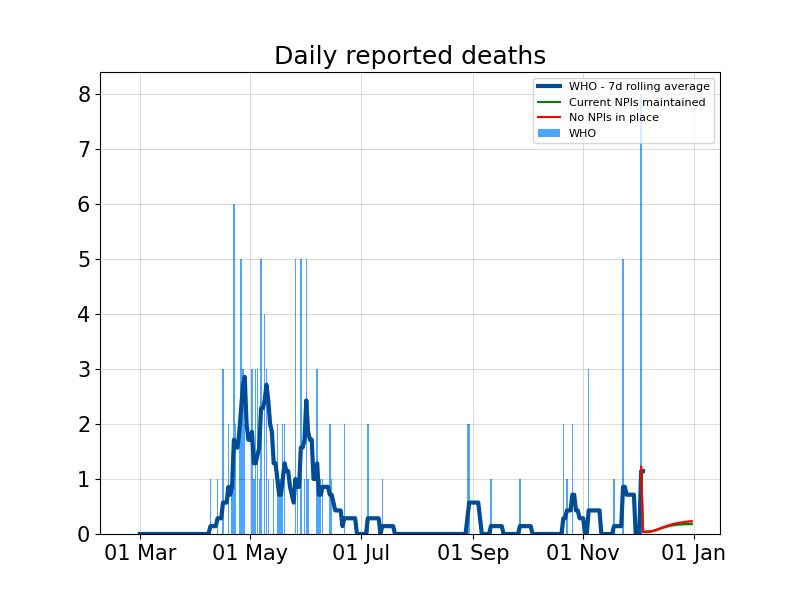 Daily reported deaths
WHO - 7d rolling average
Current NPIs maintained
No NPIs in place
WHO
8
7
6
5
4
3
2
1
0
01 Mar 01 May 01 Jul 01 Sep 01 Nov 01 Jan